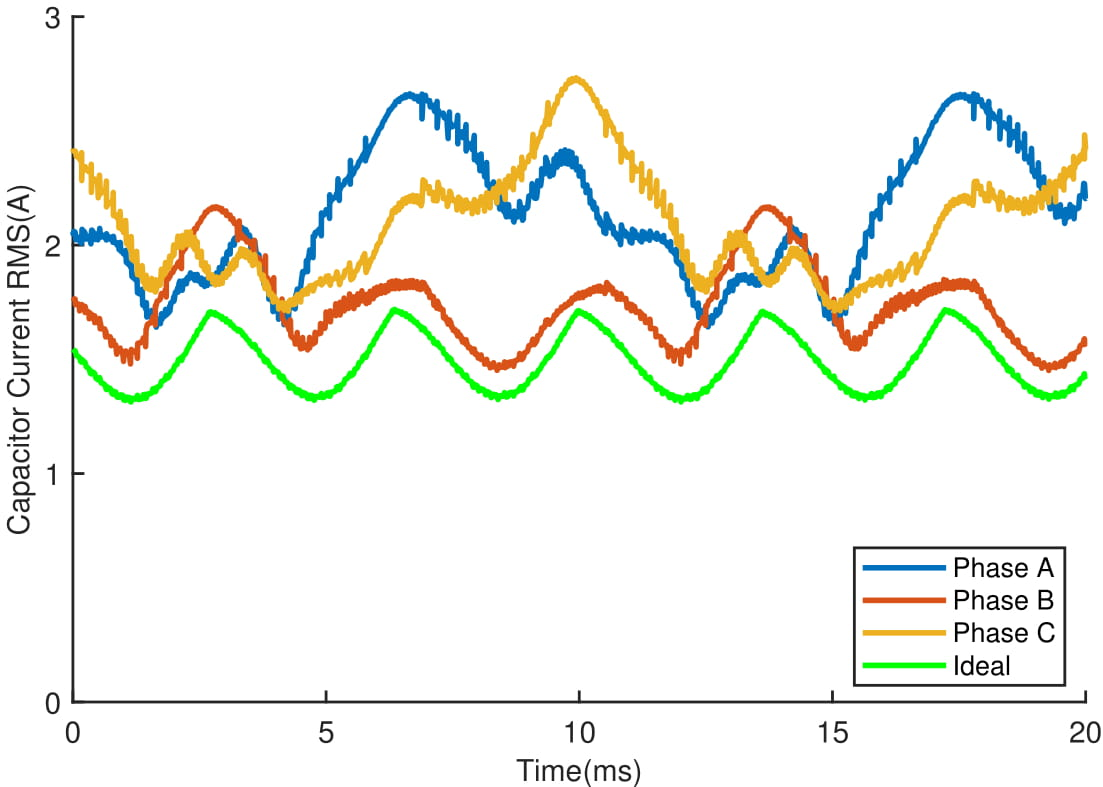 3
2
1
0
Capacitor Current RMS(A)
0 5 10 15 20
Time(ms)
Phase A
Phase B
Phase C
Ideal